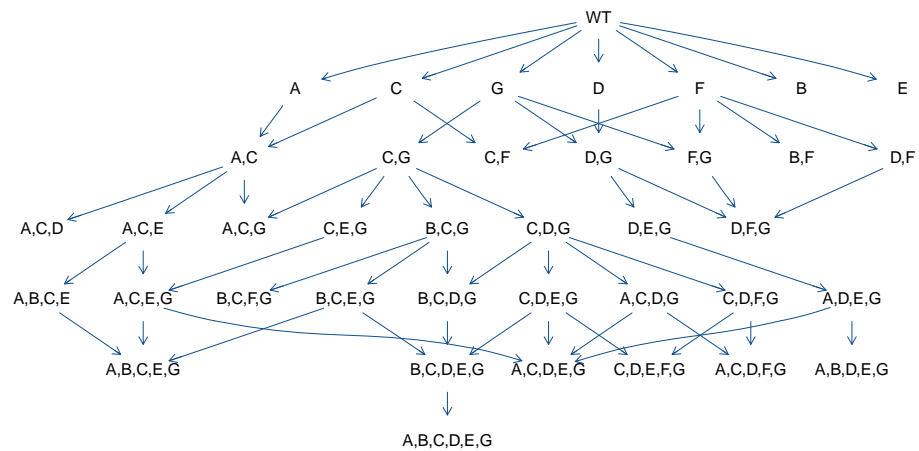 WT
A C G D F B E
A,C C,G C,F D,G F,G B,F D,F
A,C,D A,C,E A,C,G C,E,G B,C,G C,D,G D,E,G D,F,G
A,B,C,E A,C,E,G B,C,F,G B,C,E,G B,C,D,G C,D,E,G A,C,D,G C,D,F,G A,D,E,G
A,B,C,E,G B,C,D,E,G A,C,D,E,G C,D,E,F,G A,C,D,F,G A,B,D,E,G
A,B,C,D,E,G